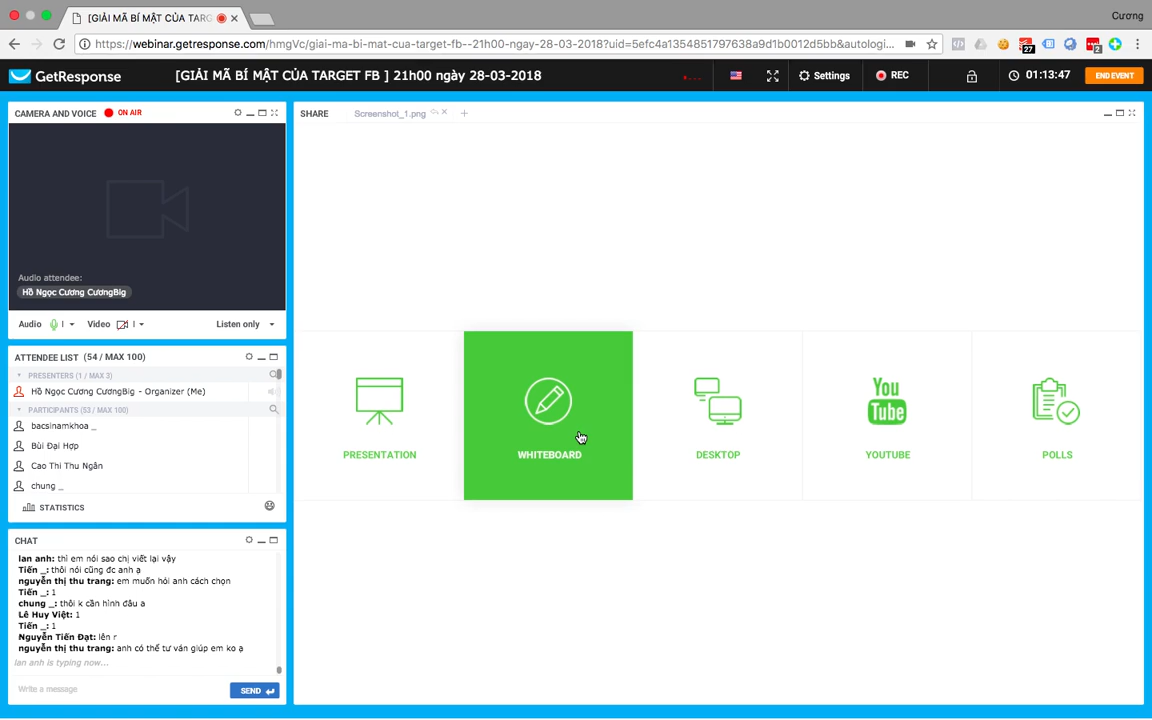 [GIẢI MÃ BÍ MẬT CỦA TARG
Cương
https://webinar.getresponse.com/hmgVc/giai-ma-bi-mat-cua-target-fb--21h00-ngay-28-03-2018?uid=5efc4a1354851797638a9d1b0012d5bb&autologi...
27
2
GetResponse
[GIẢI MÃ BÍ MẬT CỦA TARGET FB ] 21h00 ngày 28-03-2018
Settings
REC
01:13:47
END EVENT
CAMERA AND VOICE
ON AIR
Audio attendee:
Hồ Ngọc Cương CươngBig
Audio
Video
Listen only
ATTENDEE LIST (54 / MAX 100)
PRESENTERS (1 / MAX 3)
Hồ Ngọc Cương CươngBig - Organizer (Me)
PARTICIPANTS (53 / MAX 100)
bacsinamkhoa _
Bùi Đại Hợp
Cao Thi Thu Ngân
chung _
STATISTICS
CHAT
lan anh: thì em nói sao chị viết lại vậy
Tiến _: thôi nói cũng đc anh ạ
nguyễn thị thu trang: em muốn hỏi anh cách chọn
Tiến _: 1
chung _: thôi k cần hình đâu a
Lê Huy Việt: 1
Tiến _: 1
Nguyễn Tiến Đạt: lên r
nguyễn thị thu trang: anh có thể tư ván giúp em ko ạ
lan anh is typing now...
Write a message
SEND
SHARE
Screenshot_1.png
PRESENTATION
WHITEBOARD
DESKTOP
You
Tube
YOUTUBE
POLLS